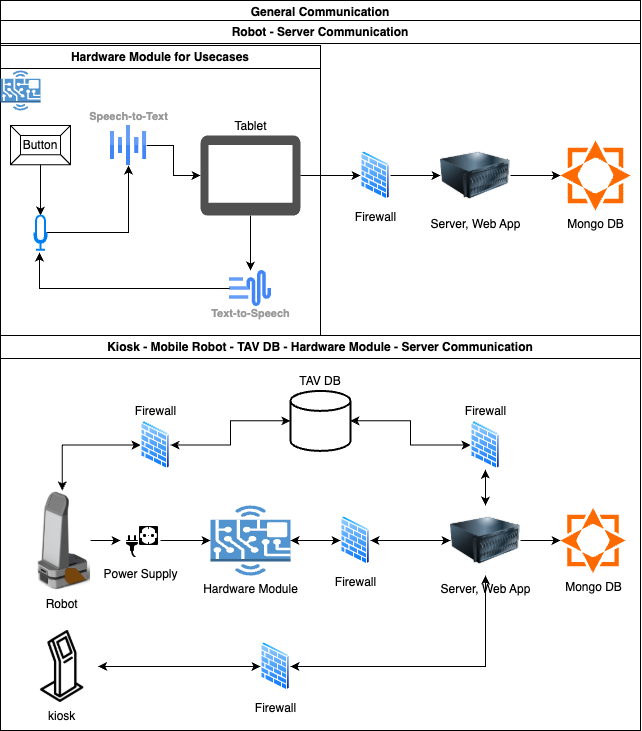 General Communication
Robot - Server Communication
Hardware Module for Usecases
Speech-to-Text
Button
Tablet
Firewall
Server, Web App
Mongo DB
Text-to-Speech
Kiosk - Mobile Robot - TAV DB - Hardware Module - Server Communication
TAV DB
Firewall
Firewall
Power Supply
Hardware Module
Firewall
Server, Web App
Mongo DB
Robot
Firewall
kiosk